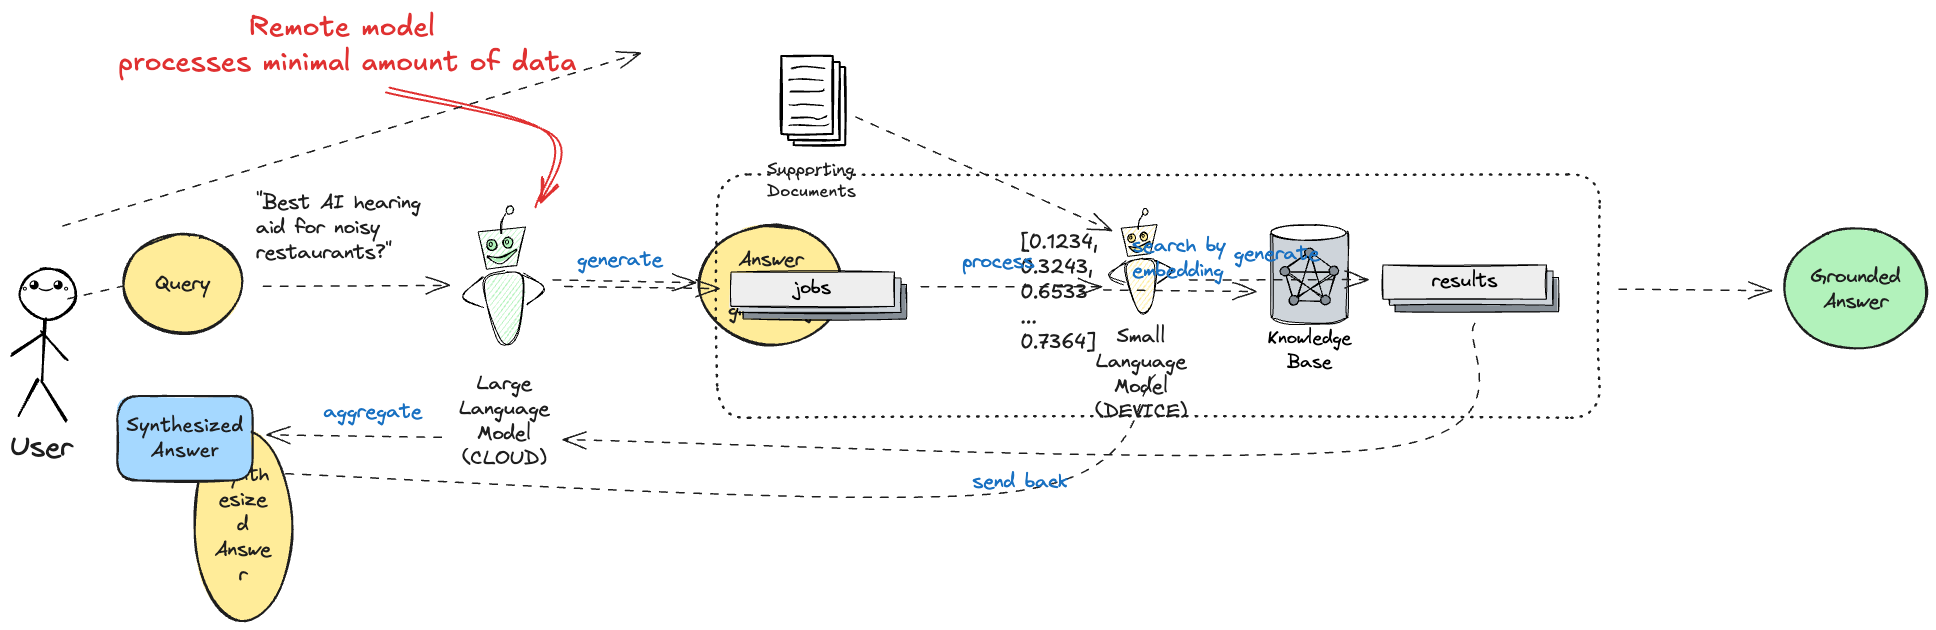 Remote model
processes minimal amount of data
Supporting
Documents
"Best AI hearing
aid for noisy
restaurants?"
Query
User
Large
Language
Model
(CLOUD)
generate
Answer
jobs
process
[0.1234,
0.3243,
0.6533
...
0.7364]
search by
embedding
generate
Small
Language
Model
(DEVICE)
Knowledge
Base
results
Grounded
Answer
aggregate
Synthesized
Answer
esize
d
Answe
r
send back